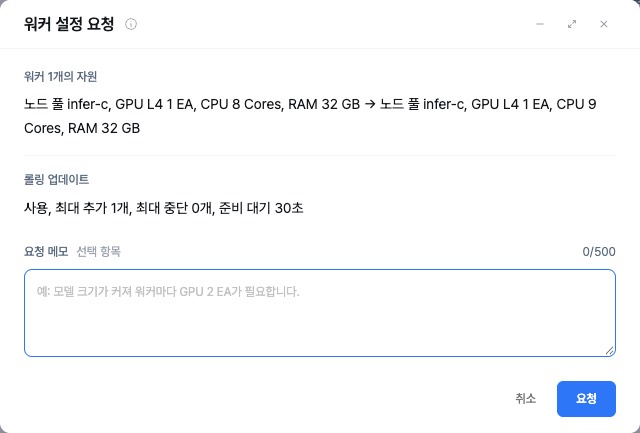 워커 설정 요청
워커 1개의 자원
노드 풀 infer-c, GPU L4 1 EA, CPU 8 Cores, RAM 32 GB → 노드 풀 infer-c, GPU L4 1 EA, CPU 9
Cores, RAM 32 GB
롤링 업데이트
사용, 최대 추가 1개, 최대 중단 0개, 준비 대기 30초
요청 메모 선택 항목 0/500
예: 모델 크기가 커져 워커마다 GPU 2 EA가 필요합니다.
취소 요청